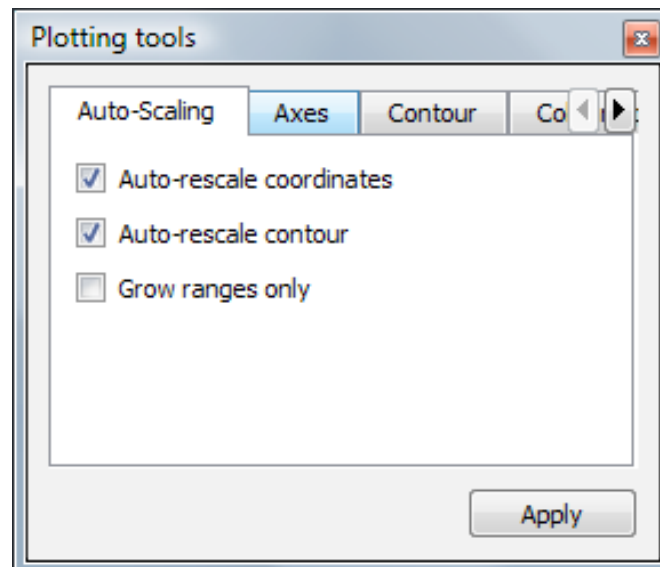 Plotting tools
Auto-Scaling Axes Contour
Auto-rescale coordinates
Auto-rescale contour
Grow ranges only
Apply